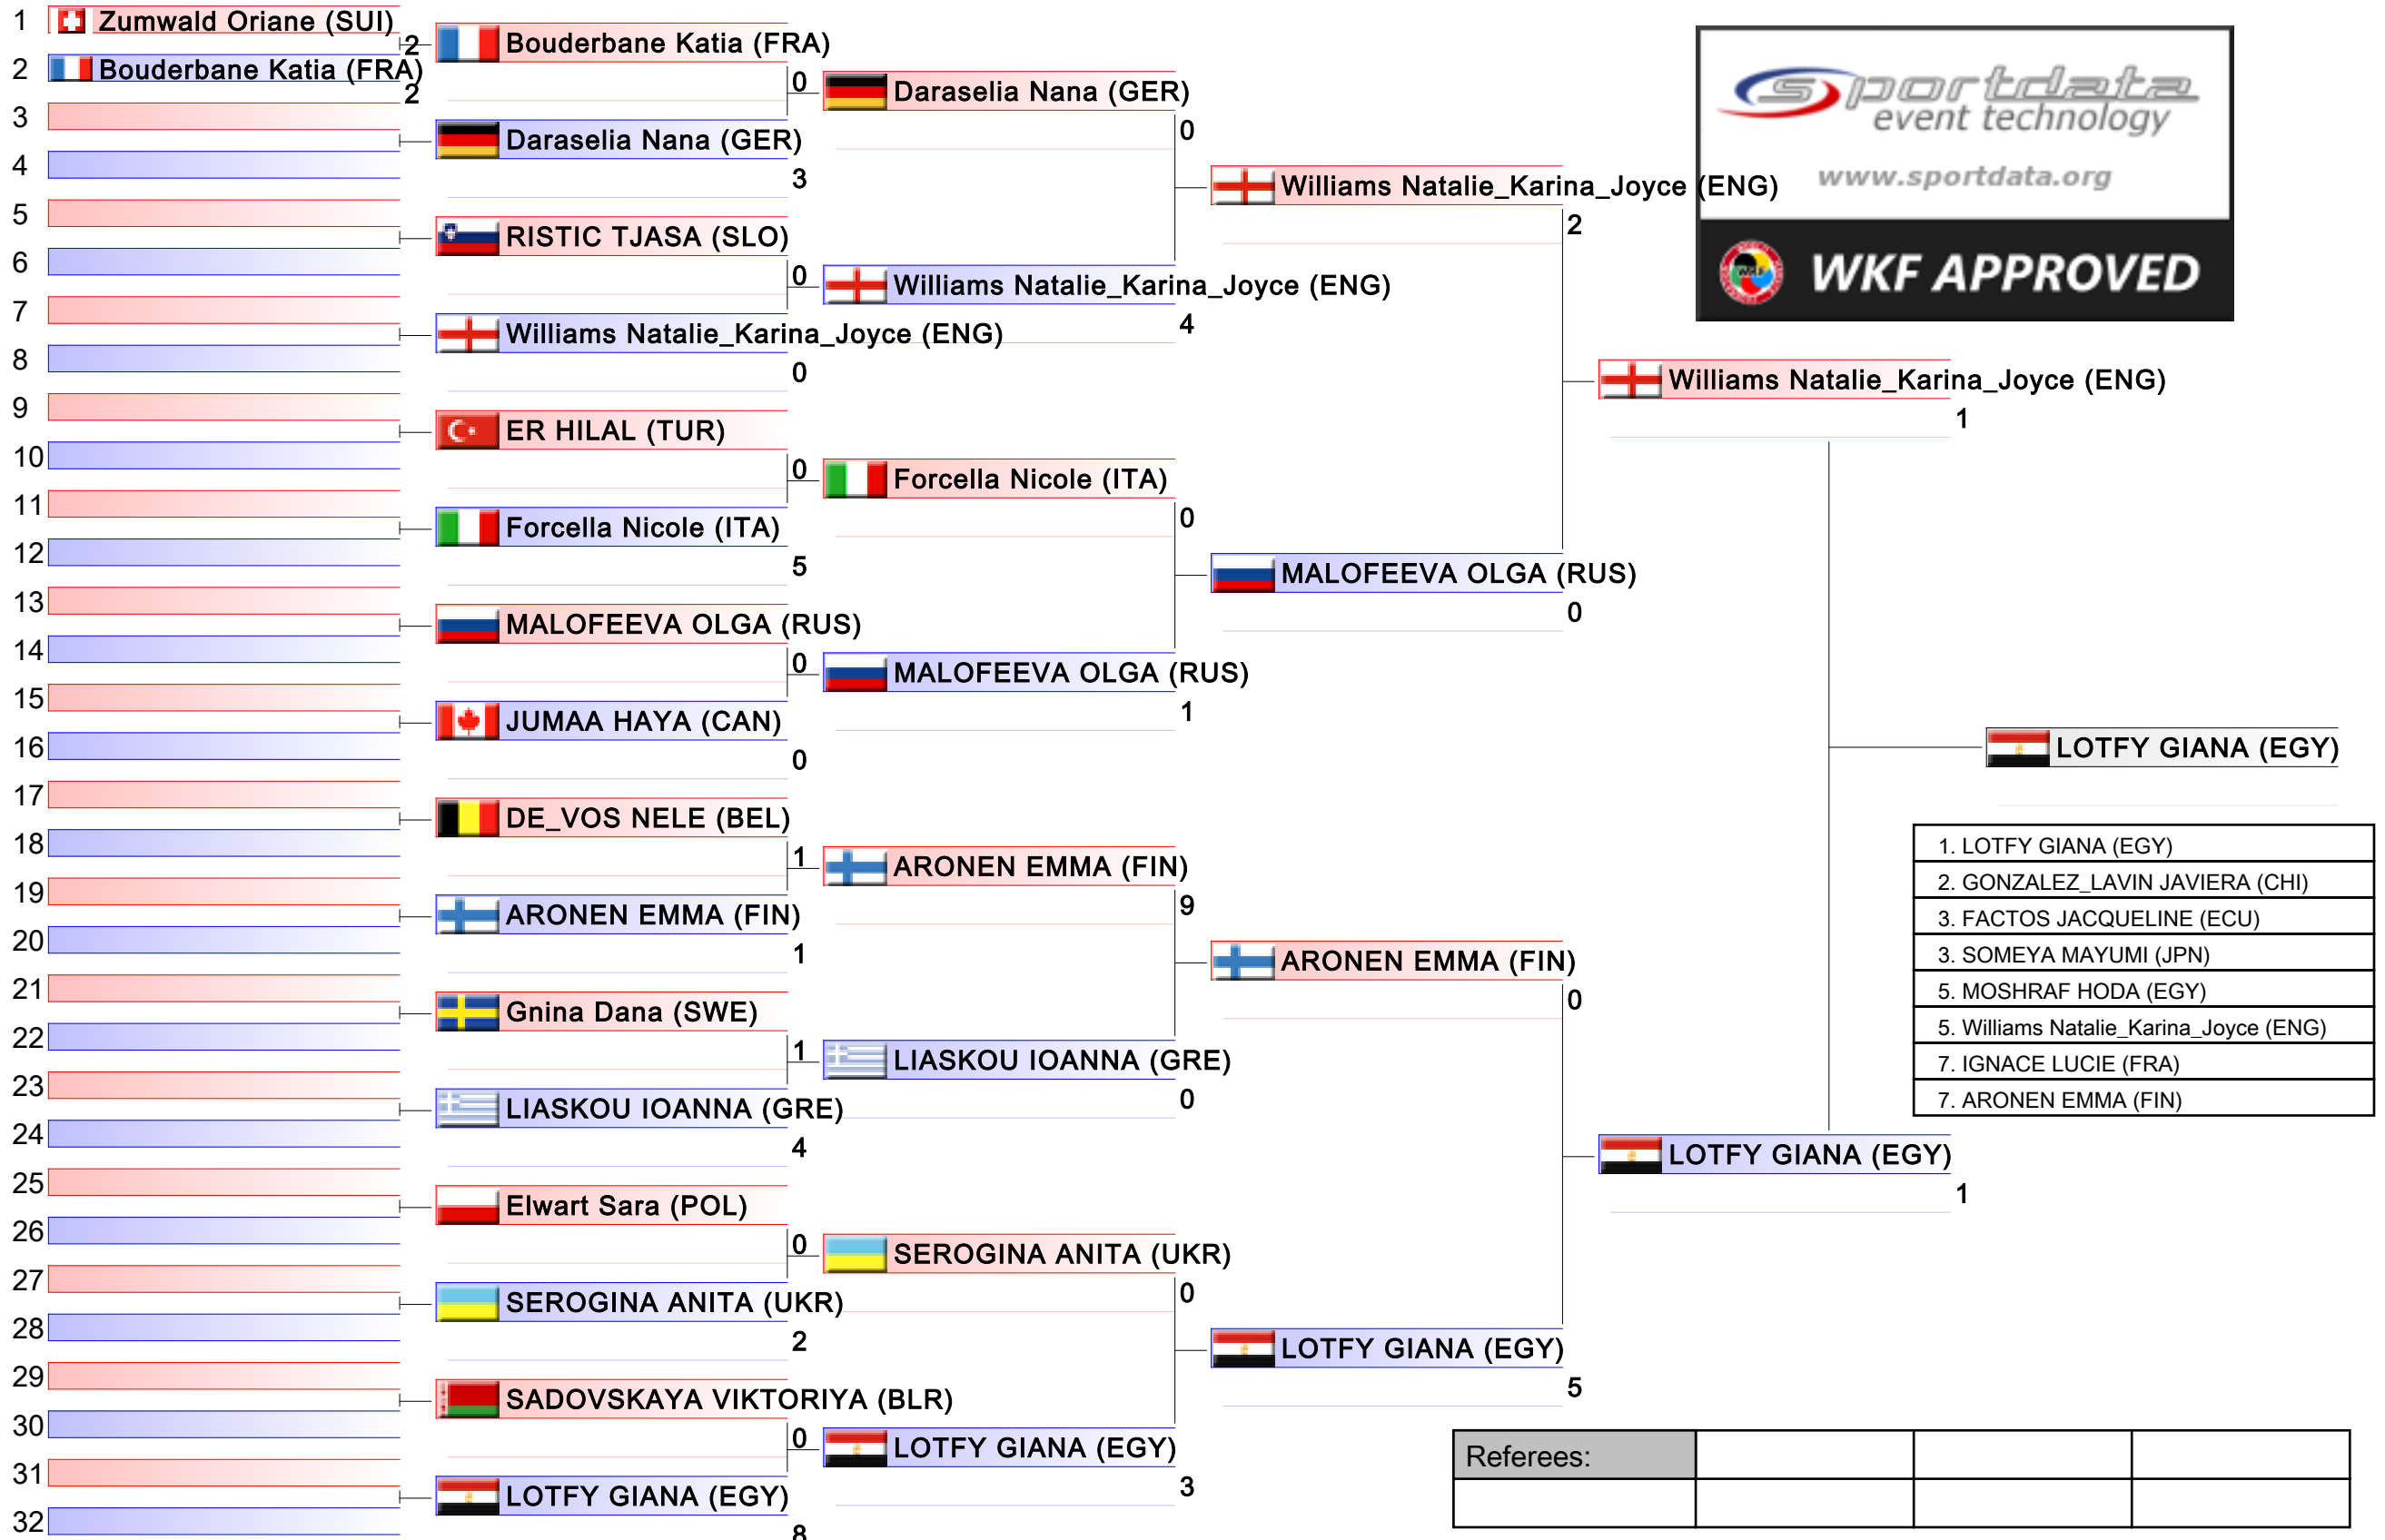 1 Zumwald Oriane (SUI)
2
2 Bouderbane Katia (FRA)
2
3
4
5
6
7
8
9
10
11
12
13
14
15
16
17
18
19
20
21
22
23
24
25
26
27
28
29
30
31
32
Bouderbane Katia (FRA)
0
Daraselia Nana (GER)
3
RISTIC TJASA (SLO)
0
Williams Natalie_Karina_Joyce (ENG)
0
ER HILAL (TUR)
0
Forcella Nicole (ITA)
5
MALOFEEVA OLGA (RUS)
0
JUMAA HAYA (CAN)
0
DE_VOS NELE (BEL)
1
ARONEN EMMA (FIN)
1
Gnina Dana (SWE)
1
LIASKOU IOANNA (GRE)
4
Elwart Sara (POL)
0
SEROGINA ANITA (UKR)
2
SADOVSKAYA VIKTORIYA (BLR)
0
LOTFY GIANA (EGY)
8
Daraselia Nana (GER)
0
Williams Natalie_Karina_Joyce (ENG)
4
Forcella Nicole (ITA)
0
MALOFEEVA OLGA (RUS)
1
ARONEN EMMA (FIN)
9
LIASKOU IOANNA (GRE)
0
SEROGINA ANITA (UKR)
0
LOTFY GIANA (EGY)
3
Williams Natalie_Karina_Joyce (ENG)
2
MALOFEEVA OLGA (RUS)
0
ARONEN EMMA (FIN)
0
LOTFY GIANA (EGY)
5
Williams Natalie_Karina_Joyce (ENG)
1
LOTFY GIANA (EGY)
1
LOTFY GIANA (EGY)
sportdata
event technology
www.sportdata.org
WKF
WKF APPROVED
1. LOTFY GIANA (EGY)
2. GONZALEZ_LAVIN JAVIERA (CHI)
3. FACTOS JACQUELINE (ECU)
3. SOMEYA MAYUMI (JPN)
5. MOSHRAF HODA (EGY)
5. Williams Natalie_Karina_Joyce (ENG)
7. IGNACE LUCIE (FRA)
7. ARONEN EMMA (FIN)
Referees: